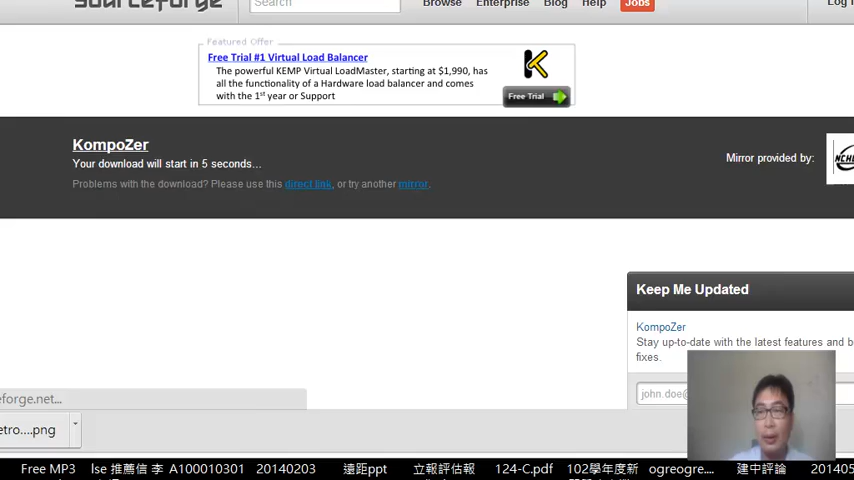 sourceforge
Search
Browse Enterprise Blog Help Jobs
Featured Offer
Free Trial #1 Virtual Load Balancer
The powerful KEMP Virtual LoadMaster, starting at $1,990, has
all the functionality of a Hardware load balancer and comes
with the 1st year or Support
Free Trial
KompoZer
Your download will start in 5 seconds...
Problems with the download? Please use this direct link, or try another mirror.
Mirror provided by:
Keep Me Updated
KompoZer
Stay up-to-date with the latest features and
fixes.
john.doe@
eforge.net...
etro....png
Free MP3 lse 推薦信 李 A100010301 20140203 遠距ppt 立報評估報 124-C.pdf 102學年度新 ogreogre.... 建中評論